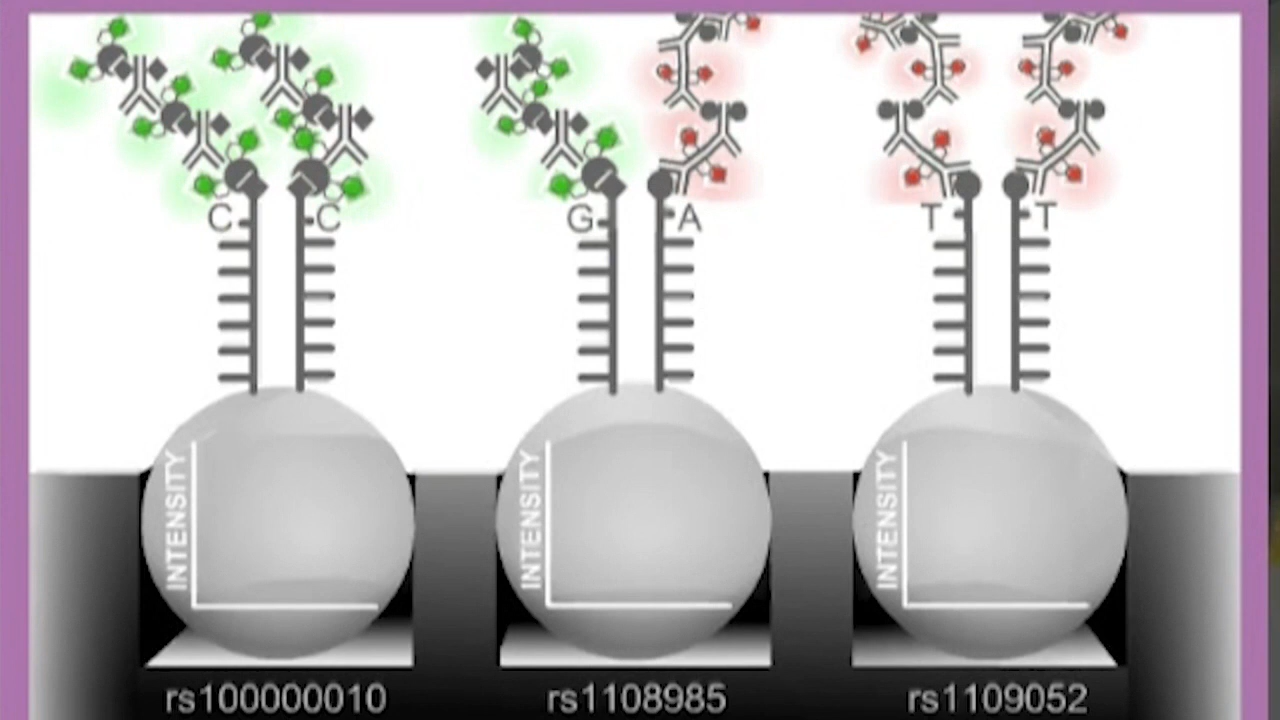 C C G A T T
INTENSITY INTENSITY INTENSITY
rs100000010 rs1108985 rs1109052